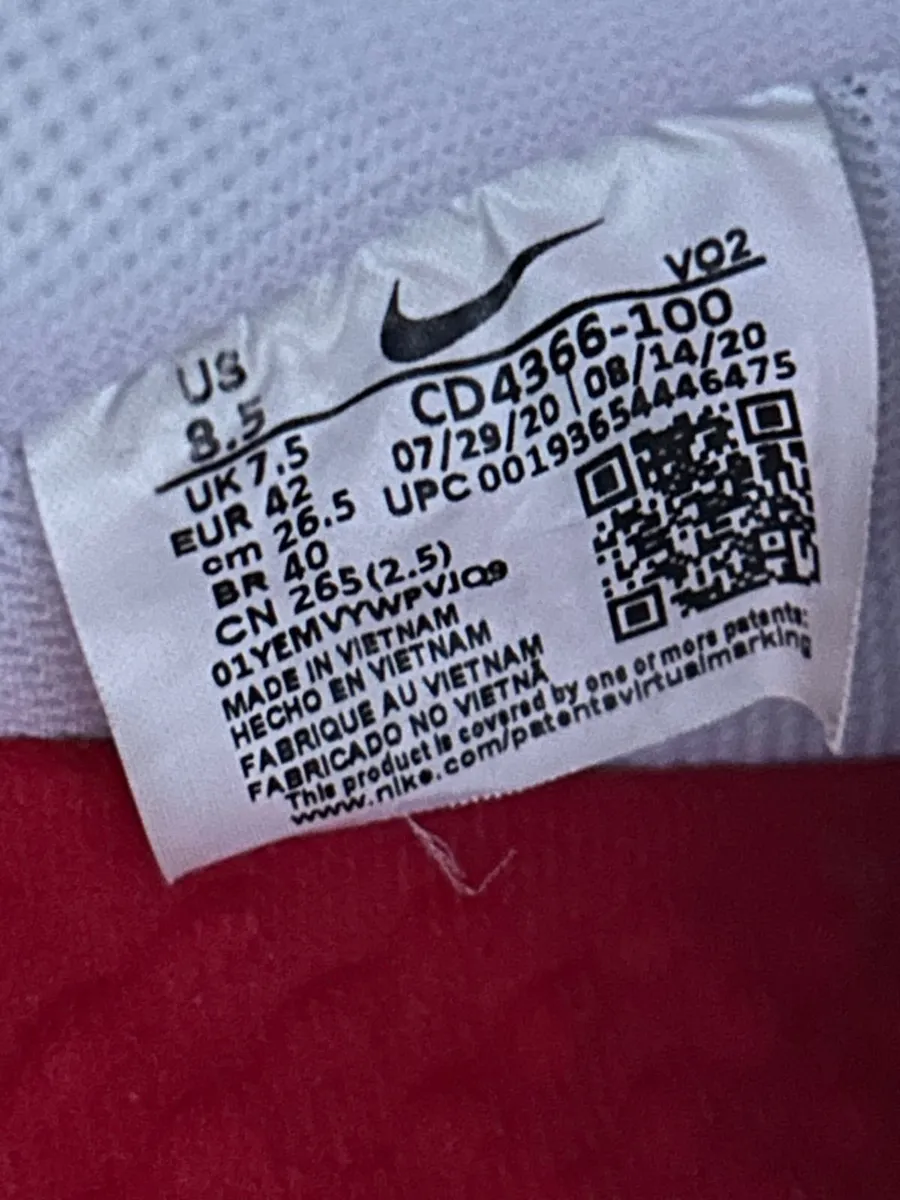 VO2
US
8.5
UK 7.5
EUR 42
cm 26.5
BR 40
CN 265(2.5)
CD4366-100
07/29/20 | 08/14/20
UPC 00193654446475
01YEMVYWPVJQ9
MADE IN VIETNAM
HECHO EN VIETNAM
FABRIQUE AU VIETNAM
FABRICADO NO VIETNÃ
This product is covered by one or more patents:
www.nike.com/patentsvirtualmarking